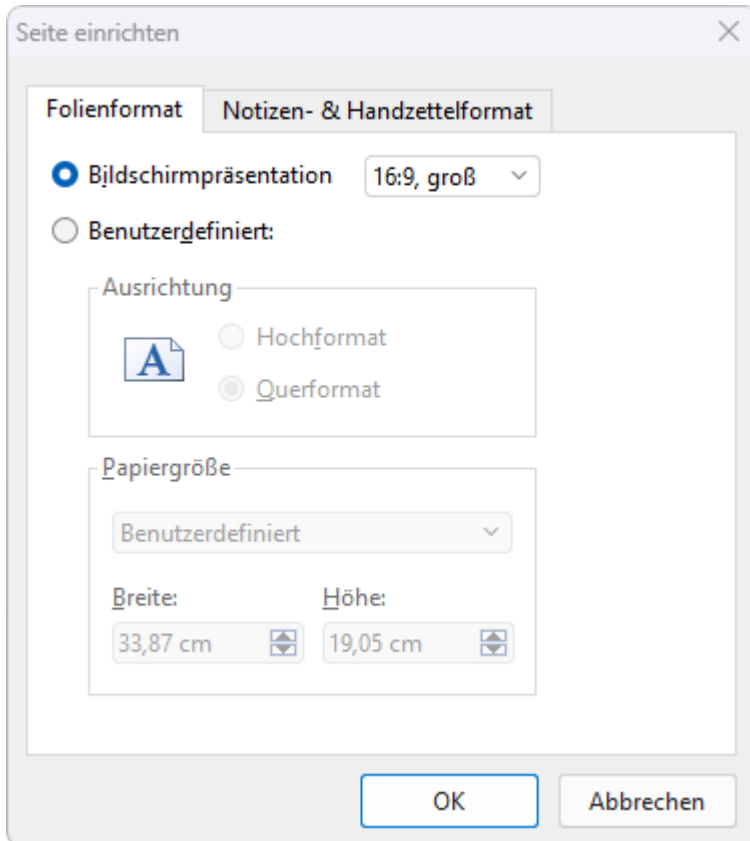 Seite einrichten
Folienformat
Notizen- & Handzettelformat
Bildschirmpräsentation
16:9, groß
Benutzerdefiniert:
Ausrichtung
A
Hochformat
Querformat
Papiergröße
Benutzerdefiniert
Breite:
Höhe:
33,87 cm
19,05 cm
OK
Abbrechen